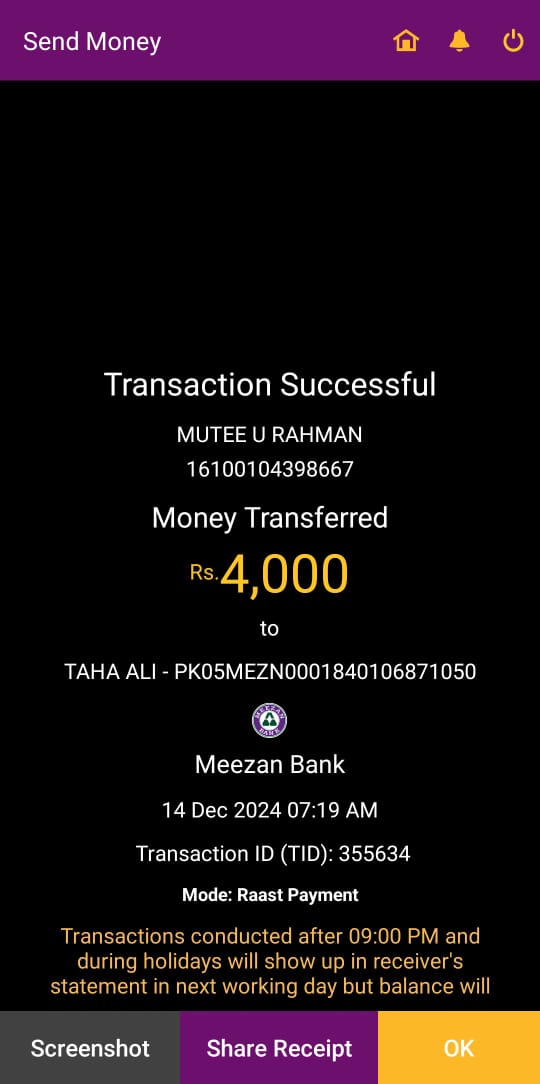 Send Money
Transaction Successful
MUTEE U RAHMAN
16100104398667
Money Transferred
Rs.4,000
to
TAHA ALI - PK05MEZN0001840106871050
MEEZAN BANK
Meezan Bank
14 Dec 2024 07:19 AM
Transaction ID (TID): 355634
Mode: Raast Payment
Transactions conducted after 09:00 PM and
during holidays will show up in receiver's
statement in next working day but balance will
Screenshot
Share Receipt
OK